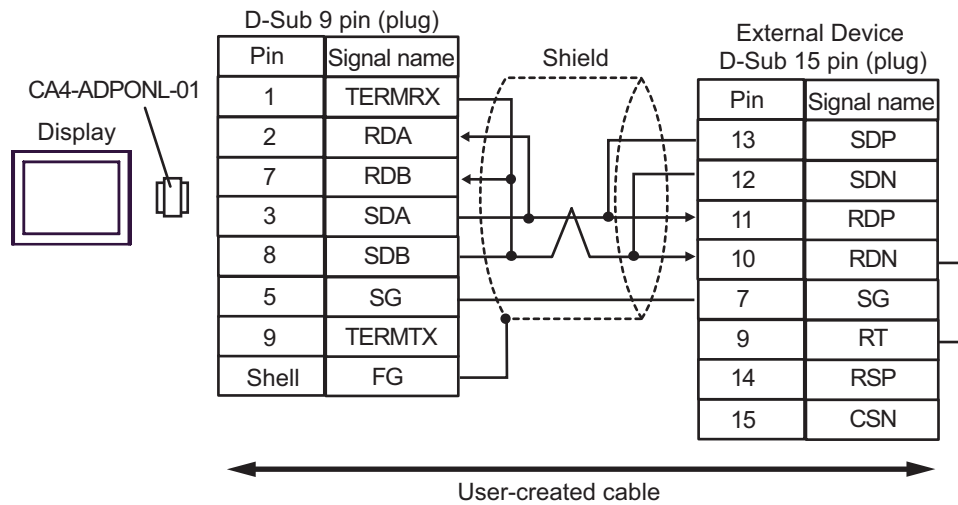 D-Sub 9 pin (plug)
External Device
D-Sub 15 pin (plug)
CA4-ADPONL-01
Display
Shield
Pin Signal name
1 TERMRX
2 RDA
7 RDB
3 SDA
8 SDB
5 SG
9 TERMTX
Shell FG
Pin Signal name
13 SDP
12 SDN
11 RDP
10 RDN
7 SG
9 RT
14 RSP
15 CSN
User-created cable